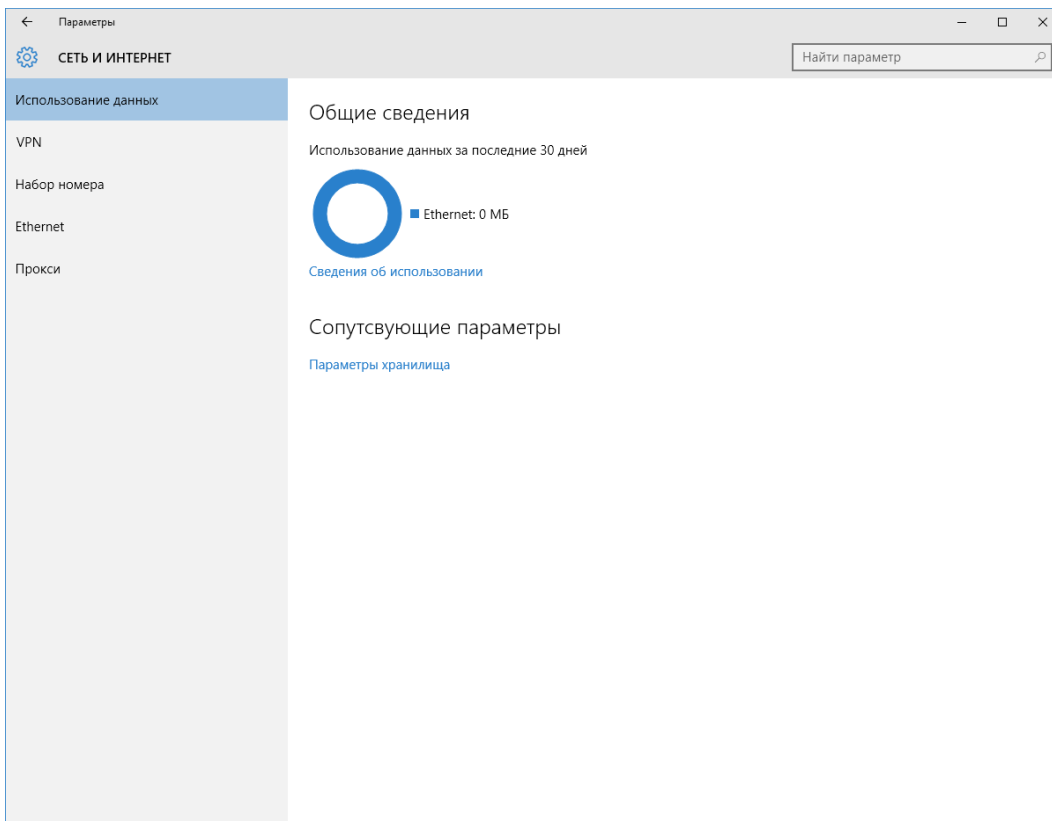 Параметры
СЕТЬ И ИНТЕРНЕТ
Найти параметр
Использование данных
VPN
Набор номера
Ethernet
Прокси
Общие сведения
Использование данных за последние 30 дней
Ethernet: 0 МБ
Сведения об использовании
Сопутсвующие параметры
Параметры хранилища